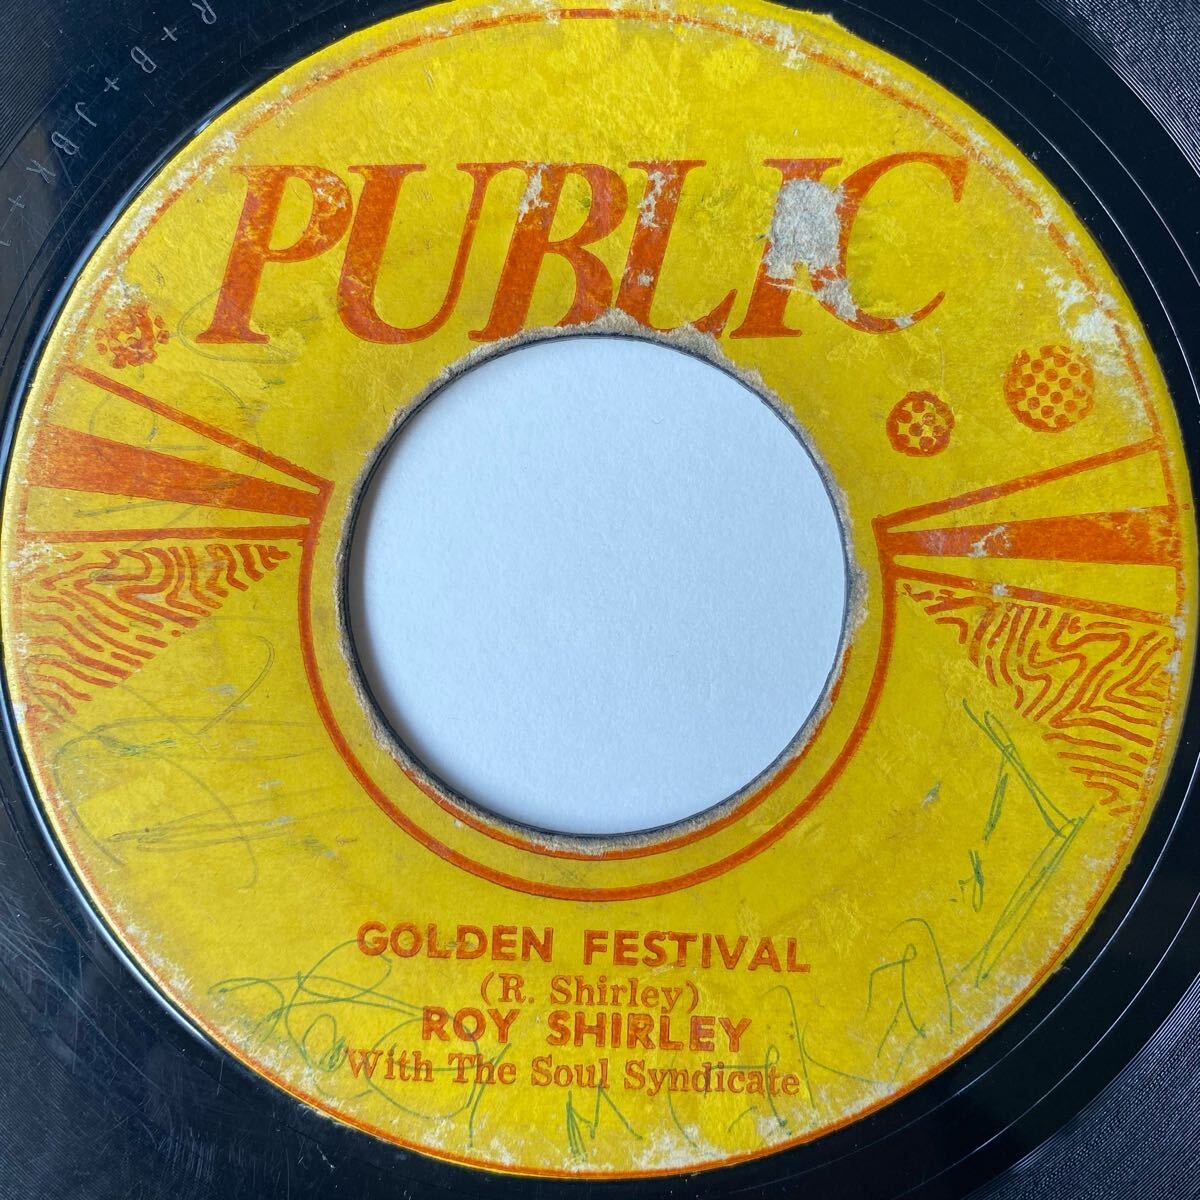 PUBLIC
GOLDEN FESTIVAL
(R. Shirley)
ROY SHIRLEY
With The Soul Syndicate
R + B + J B K +